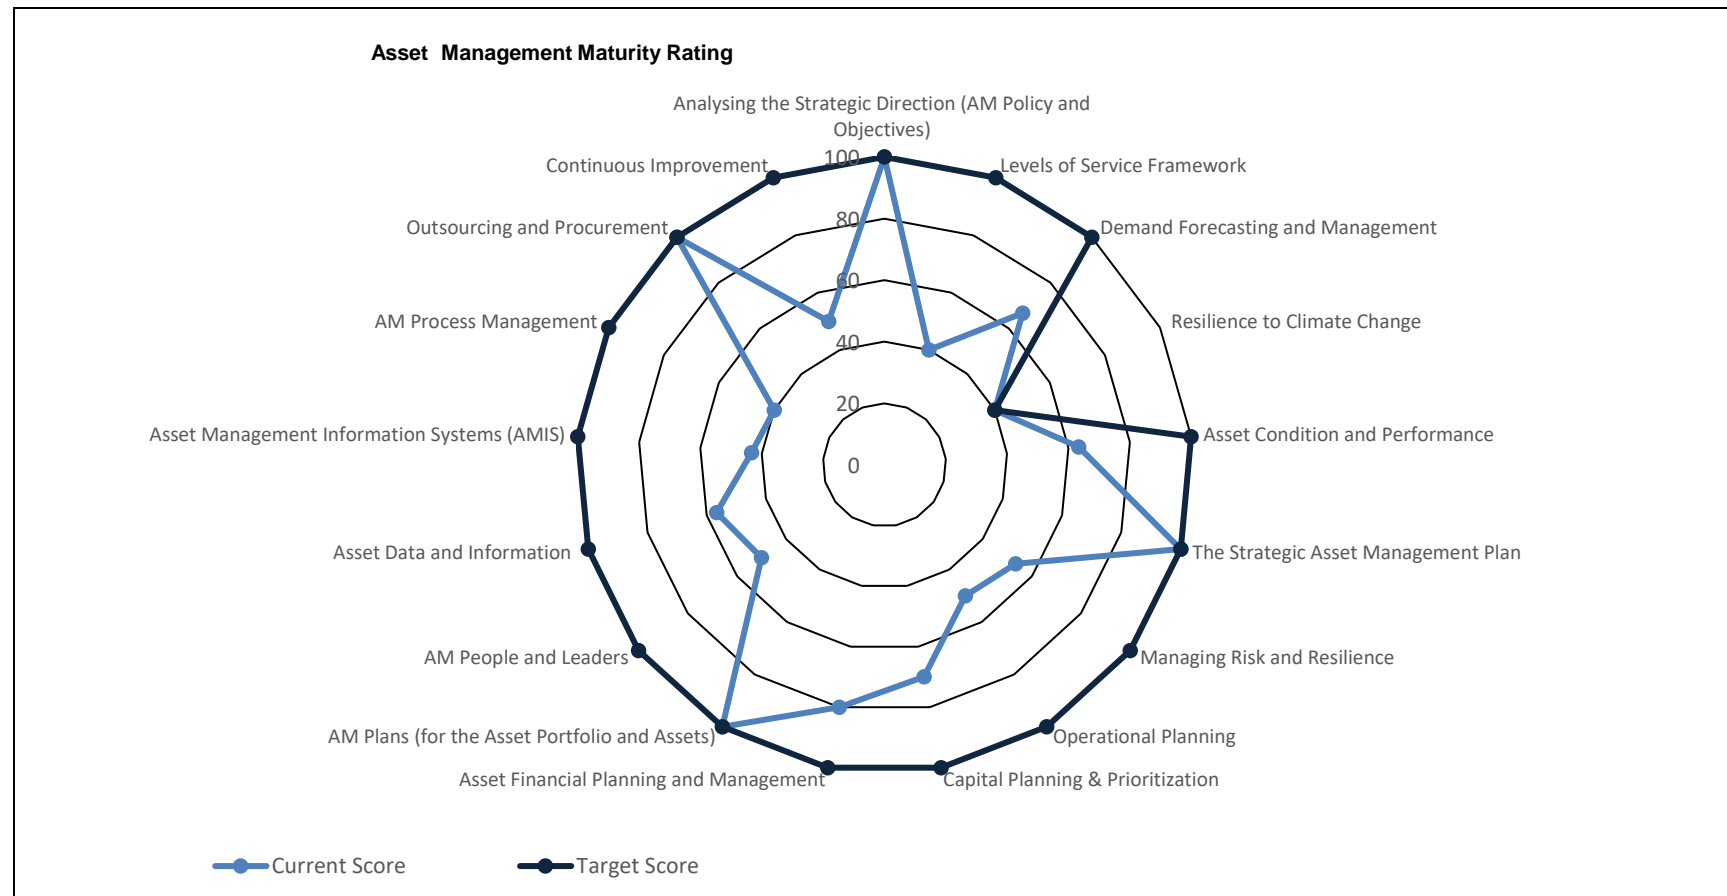 Asset Management Maturity Rating
Analysing the Strategic Direction (AM Policy and
Objectives)
Levels of Service Framework
Demand Forecasting and Management
Resilience to Climate Change
Asset Condition and Performance
The Strategic Asset Management Plan
Managing Risk and Resilience
Operational Planning
Capital Planning & Prioritization
Asset Financial Planning and Management
AM Plans (for the Asset Portfolio and Assets)
AM People and Leaders
Asset Data and Information
Asset Management Information Systems (AMIS)
AM Process Management
Outsourcing and Procurement
Continuous Improvement
100
80
60
40
20
0
Current Score
Target Score